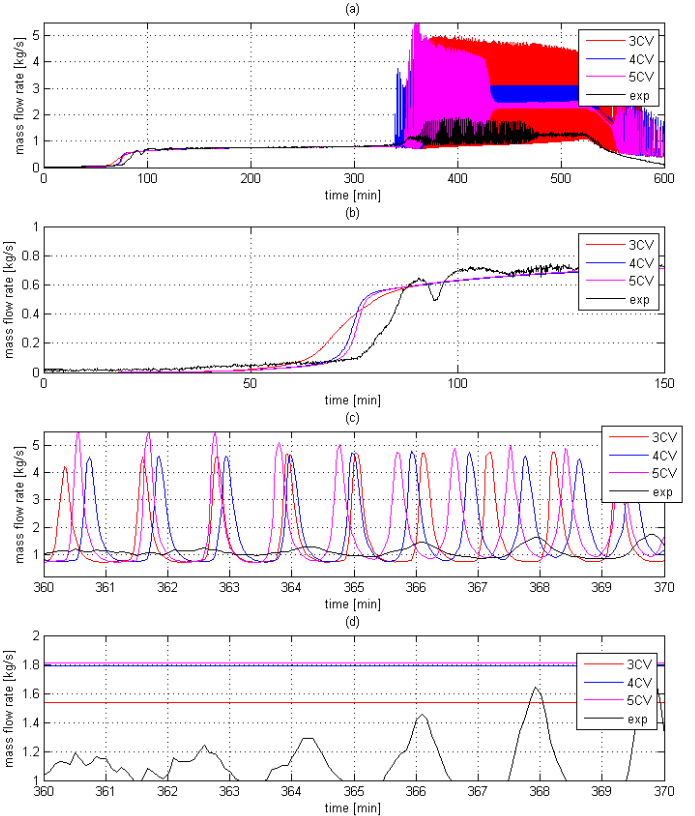 (a)
mass flow rate [kg/s]
5
4
3
2
1
0
3CV
4CV
5CV
exp
0 100 200 300 400 500 600
time [min]
(b)
mass flow rate [kg/s]
1
0.8
0.6
0.4
0.2
0
3CV
4CV
5CV
exp
0 50 100 150
time [min]
(c)
mass flow rate [kg/s]
5
4
3
2
1
3CV
4CV
5CV
exp
360 361 362 363 364 365 366 367 368 369 370
time [min]
(d)
mass flow rate [kg/s]
2
1.8
1.6
1.4
1.2
1
3CV
4CV
5CV
exp
360 361 362 363 364 365 366 367 368 369 370
time [min]